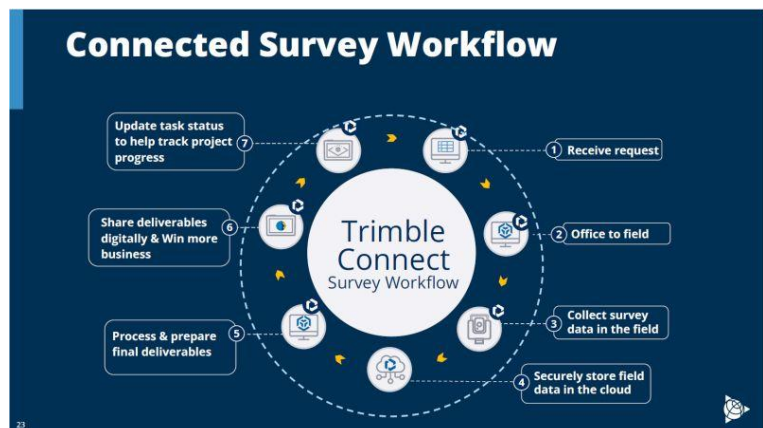 Connected Survey Workflow
Trimble
Connect
Survey Workflow
1 Receive request
2 Office to field
3 Collect survey
data in the field
4 Securely store field
data in the cloud
5 Process & prepare
final deliverables
6 Share deliverables
digitally & Win more
business
7 Update task status
to help track project
progress
23